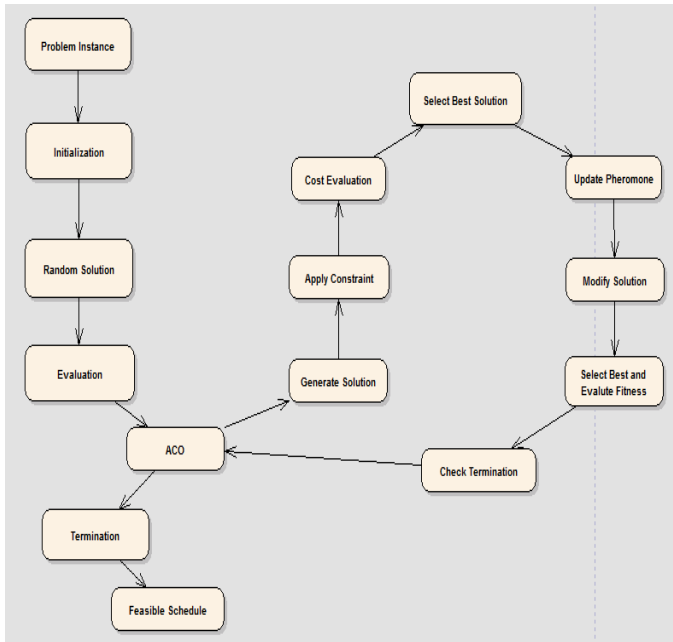 Problem Instance
Initialization
Random Solution
Evaluation
ACO
Generate Solution
Apply Constraint
Cost Evaluation
Select Best Solution
Update Pheromone
Modify Solution
Select Best and
Evalute Fitness
Check Termination
Termination
Feasible Schedule